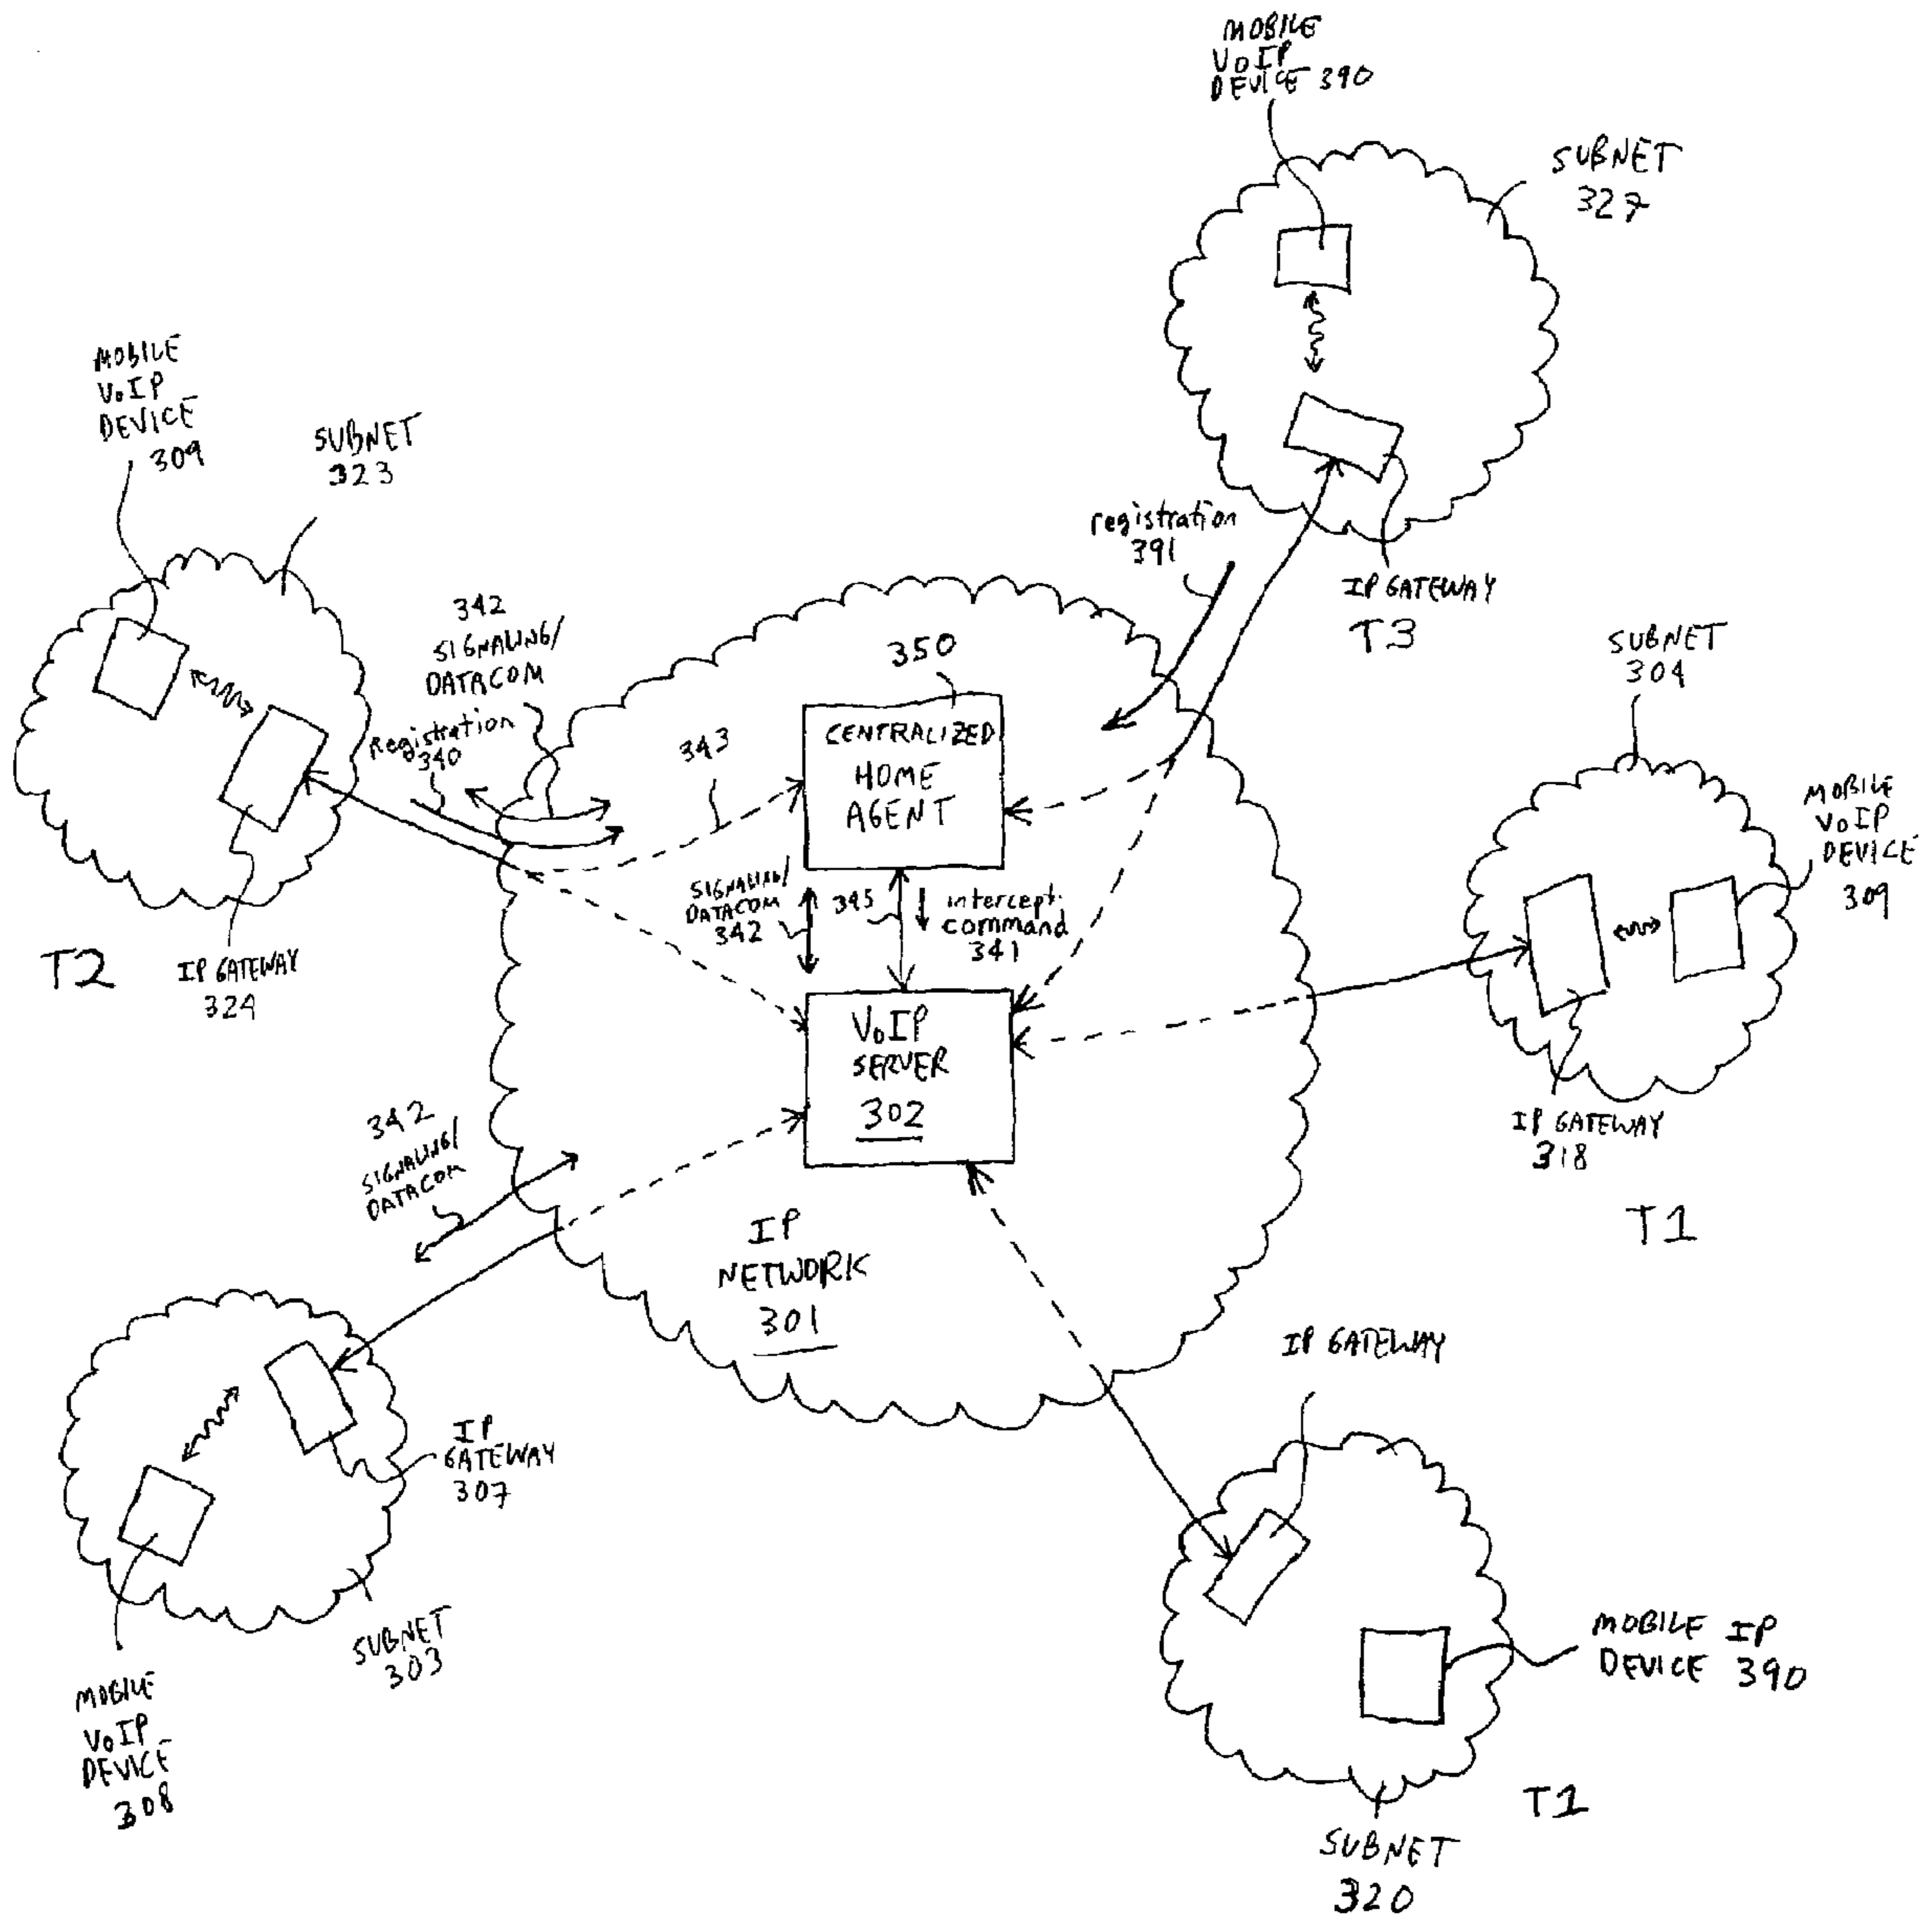 MOBILE
VoIP
DEVICE 390
SUBNET
327
MOBILE
VoIP
DEVICE
309
SUBNET
323
registration
391
IP GATEWAY
T3
342
SIGNALING/
DATACOM
350
SUBNET
304
Registration
340
343
CENTRALIZED
HOME
AGENT
MOBILE
VoIP
DEVICE
309
SIGNALING/
DATACOM
342
345
intercept
command
341
T2
IP GATEWAY
324
VoIP
SERVER
302
342
SIGNALING/
DATACOM
IP GATEWAY
318
T1
IP
NETWORK
301
IP GATEWAY
IP
GATEWAY
307
SUBNET
303
MOBILE IP
DEVICE 390
MOBILE
VoIP
DEVICE
308
T1
SUBNET
320